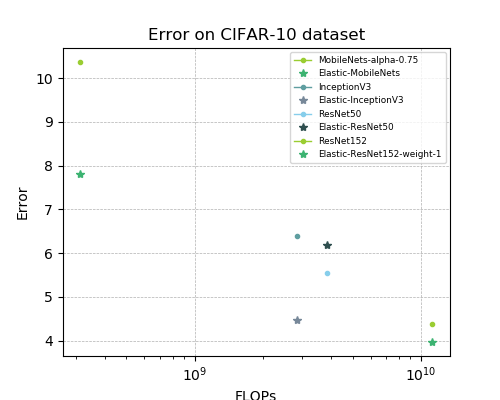 Error on CIFAR-10 dataset
MobileNets-alpha-0.75
Elastic-MobileNets
InceptionV3
Elastic-InceptionV3
ResNet50
Elastic-ResNet50
ResNet152
Elastic-ResNet152-weight-1
Error
10
9
8
7
6
5
4
10⁹ 10¹⁰
FLOPs